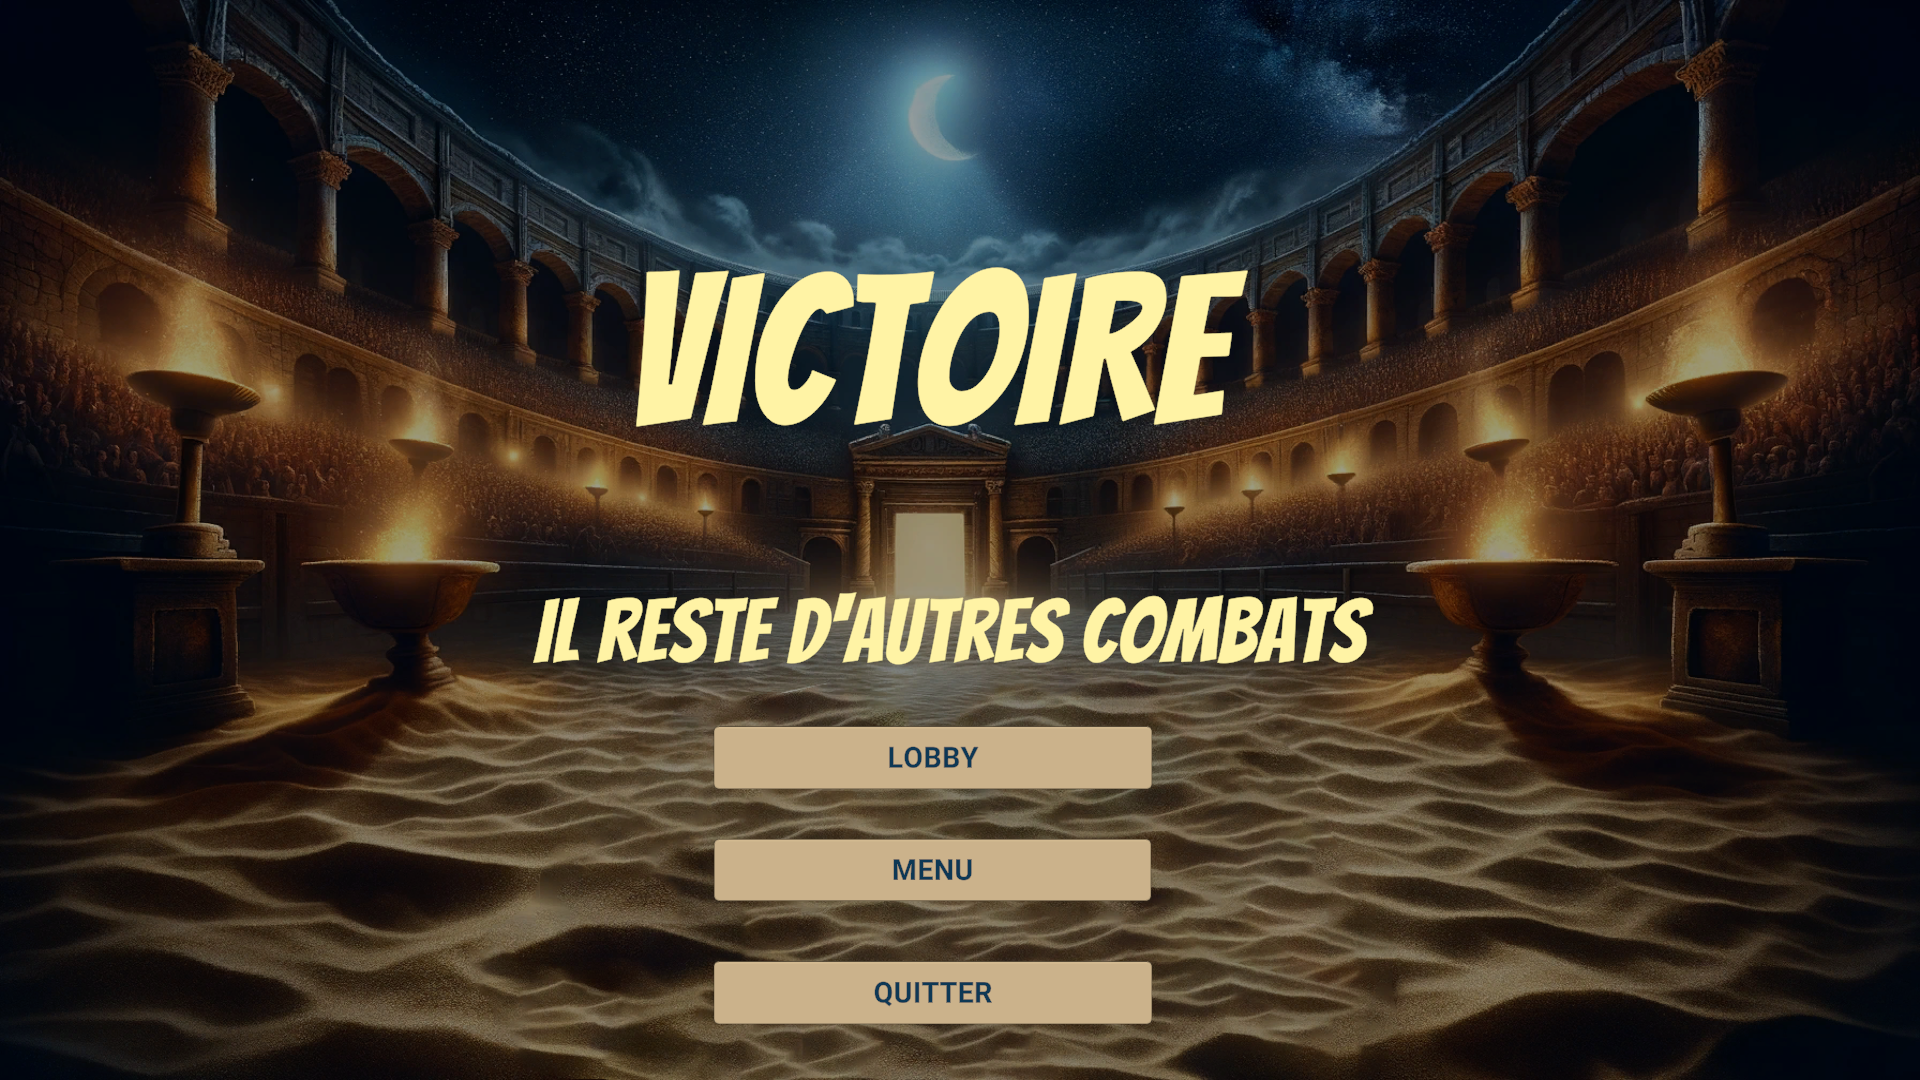 VICTOIRE
IL RESTE D'AUTRES COMBATS
LOBBY
MENU
QUITTER